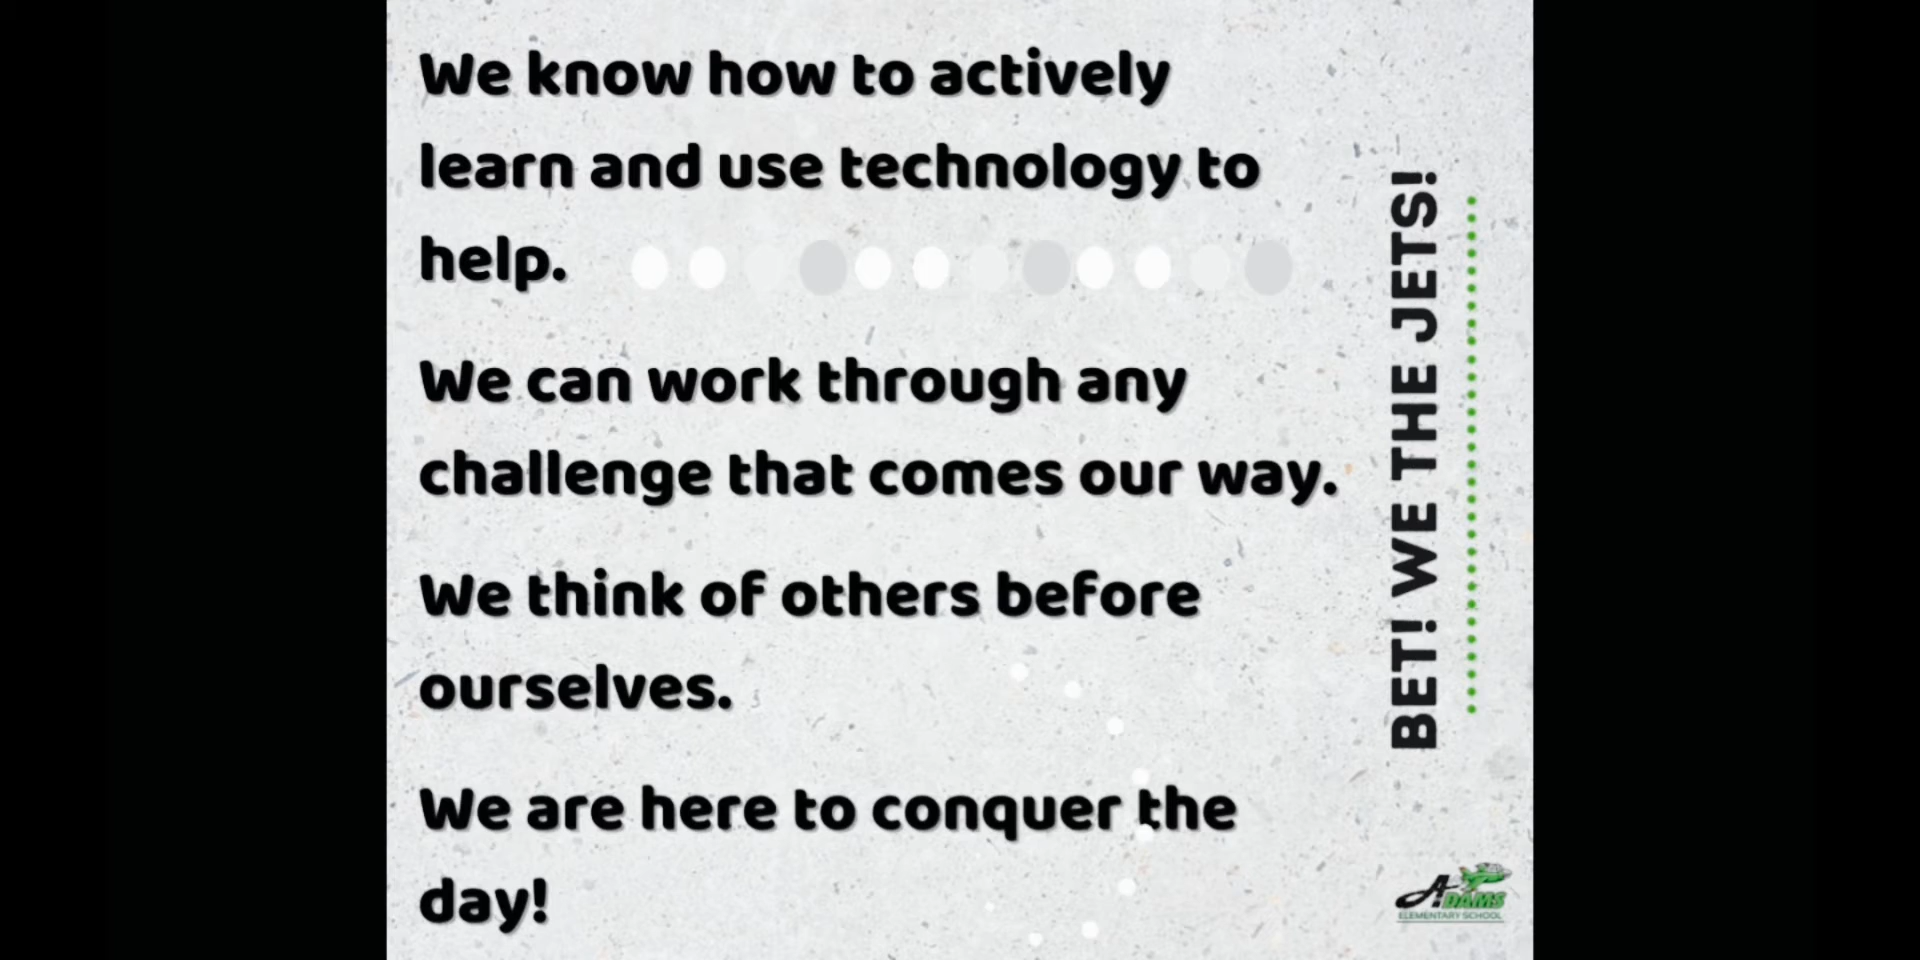 We know how to actively
learn and use technology to
help.
We can work through any
challenge that comes our way.
We think of others before
ourselves.
We are here to conquer the
day!
BET! WE THE JETS!
ADAMS
ELEMENTARY SCHOOL